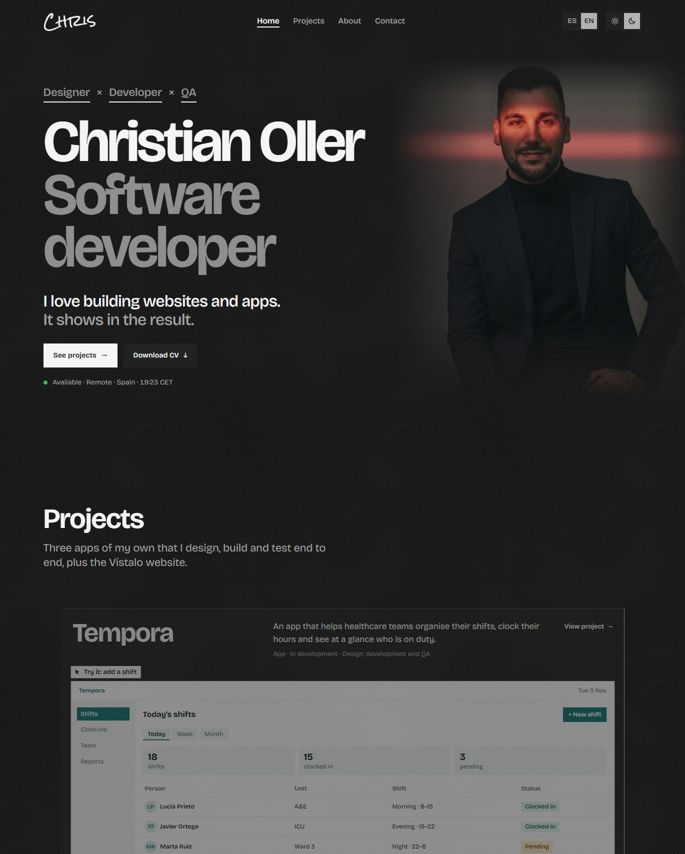 CHRIS
Home Projects About Contact
ES EN
Designer × Developer × QA
Christian Oller
Software
developer
I love building websites and apps.
It shows in the result.
See projects →
Download CV ↓
Available · Remote · Spain · 19:23 CET
Projects
Three apps of my own that I design, build and test end to
end, plus the Vístalo website.
Tempora
An app that helps healthcare teams organise their shifts, clock their
hours and see at a glance who is on duty.
App · In development · Design, development and QA
View project →
Try it: add a shift
Tempora
Tue 5 Nov
Shifts
Clock-ins
Team
Reports
Today's shifts
+ New shift
Today Week Month
18
shifts
15
clocked in
3
pending
Person Unit Shift Status
LP Lucía Prieto A&E Morning · 8–15 Clocked in
JO Javier Ortega ICU Evening · 15–22 Clocked in
MR Marta Ruiz Ward 3 Night · 22–8 Pending